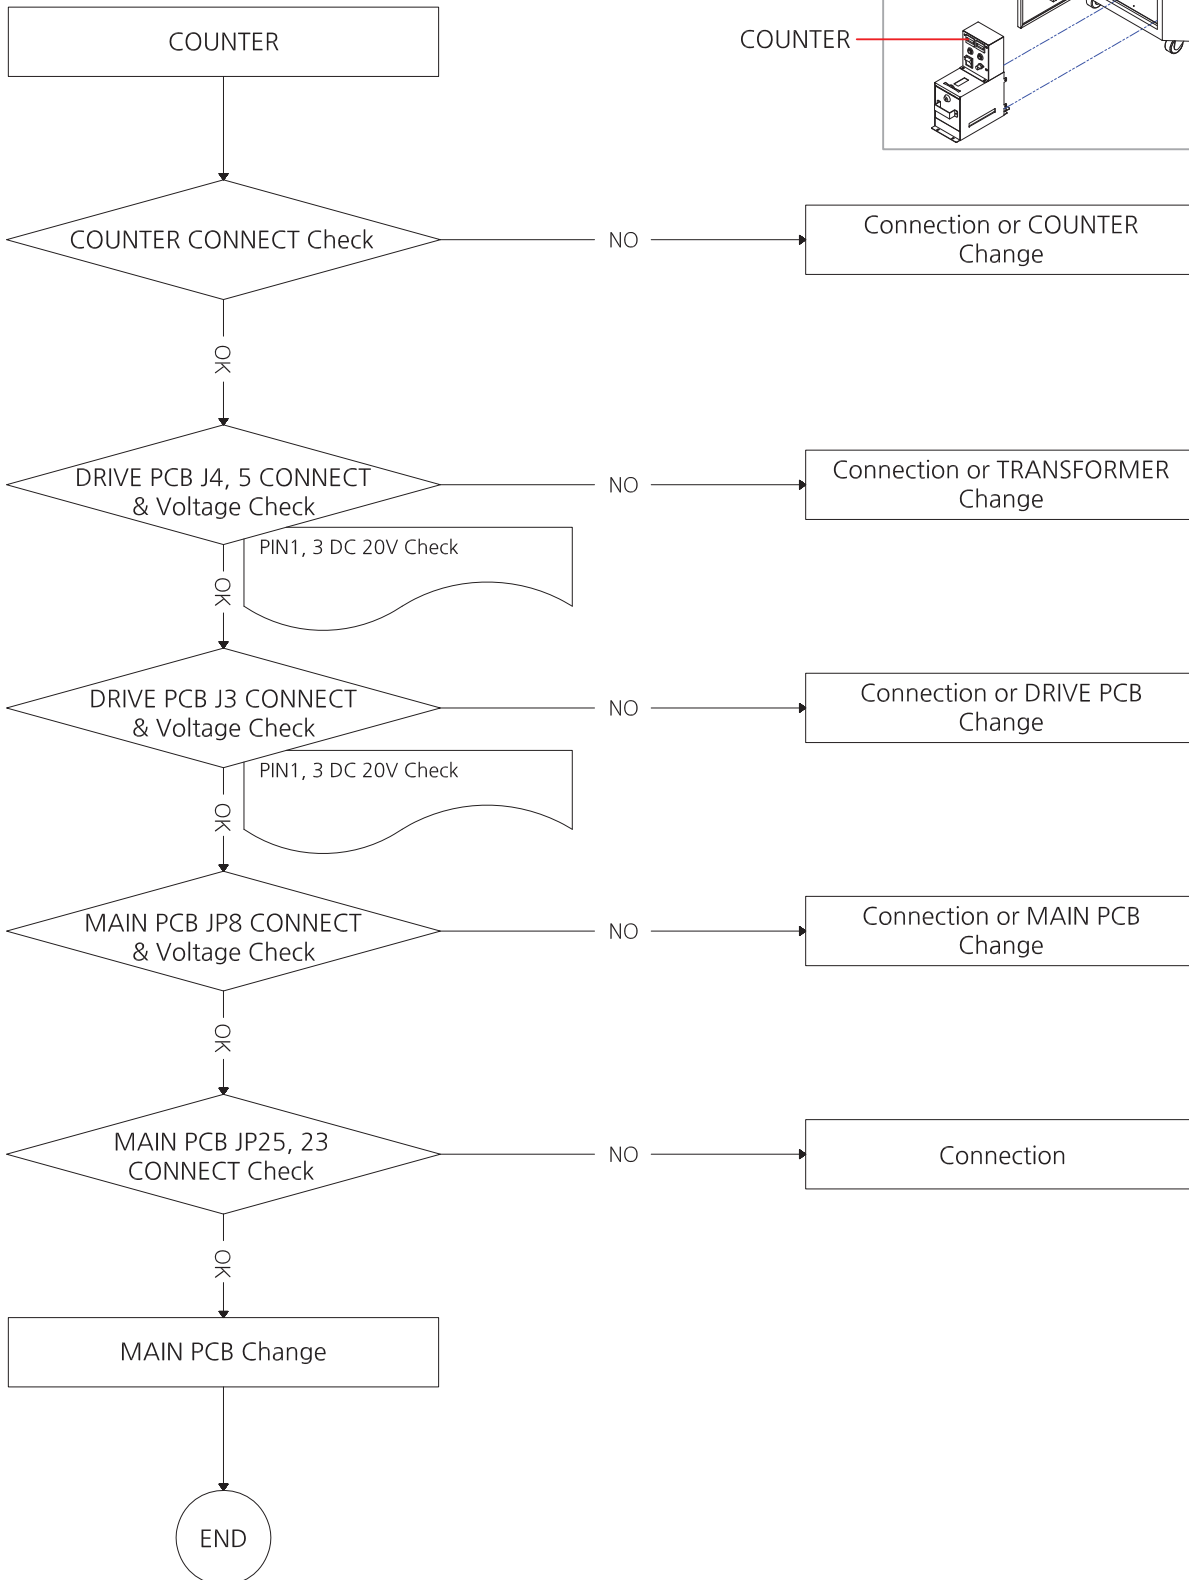 COUNTER
COUNTER
COUNTER CONNECT Check
NO
Connection or COUNTER
Change
OK
DRIVE PCB J4, 5 CONNECT
& Voltage Check
NO
Connection or TRANSFORMER
Change
PIN1, 3 DC 20V Check
OK
DRIVE PCB J3 CONNECT
& Voltage Check
NO
Connection or DRIVE PCB
Change
PIN1, 3 DC 20V Check
OK
MAIN PCB JP8 CONNECT
& Voltage Check
NO
Connection or MAIN PCB
Change
OK
MAIN PCB JP25, 23
CONNECT Check
NO
Connection
OK
MAIN PCB Change
END